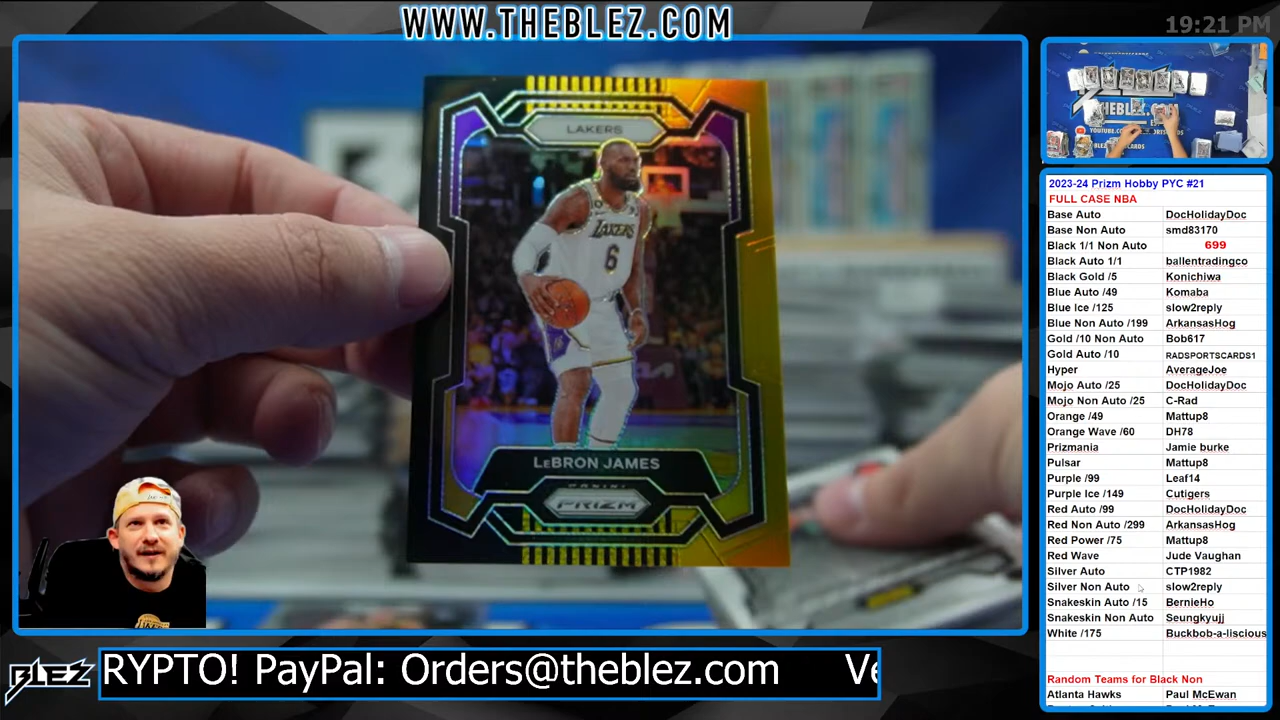 WWW.THEBLEZ.COM
19:21 PM
LAKERS
LAKERS
6
LeBRON JAMES
PANINI
PRIZM
THEBLEZ.COM
2023-24 Prizm Hobby PYC #21
FULL CASE NBA
Base Auto DocHolidayDoc
Base Non Auto smd83170
Black 1/1 Non Auto 699
Black Auto 1/1 ballentradingco
Black Gold /5 Konichiwa
Blue Auto /49 Komaba
Blue Ice /125 slow2reply
Blue Non Auto /199 ArkansasHog
Gold /10 Non Auto Bob617
Gold Auto /10 RADSPORTSCARDS1
Hyper AverageJoe
Mojo Auto /25 DocHolidayDoc
Mojo Non Auto /25 C-Rad
Orange /49 Mattup8
Orange Wave /60 DH78
Prizmania Jamie burke
Pulsar Mattup8
Purple /99 Leaf14
Purple Ice /149 Cutigers
Red Auto /99 DocHolidayDoc
Red Non Auto /299 ArkansasHog
Red Power /75 Mattup8
Red Wave Jude Vaughan
Silver Auto CTP1982
Silver Non Auto slow2reply
Snakeskin Auto /15 BernieHo
Snakeskin Non Auto Seungkyujj
White /175 Buckbob-a-liscious
Random Teams for Black Non
Atlanta Hawks Paul McEwan
BLEZ
RYPTO! PayPal: Orders@theblez.com Ve